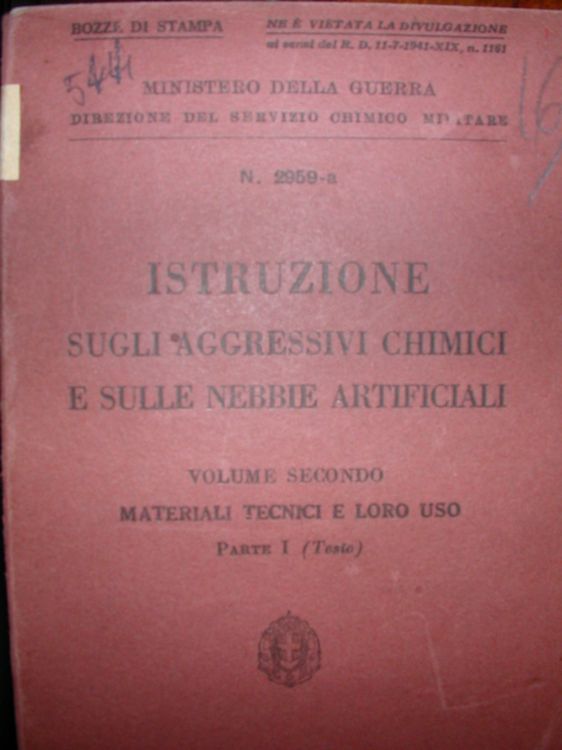 BOZZE DI STAMPA
NE È VIETATA LA DIVULGAZIONE
ai sensi del R. D. 11-7-1941-XIX, n. 1161
MINISTERO DELLA GUERRA
DIREZIONE DEL SERVIZIO CHIMICO MILITARE
16
N. 2959-a
ISTRUZIONE
SUGLI AGGRESSIVI CHIMICI
E SULLE NEBBIE ARTIFICIALI
VOLUME SECONDO
MATERIALI TECNICI E LORO USO
PARTE I (Testo)